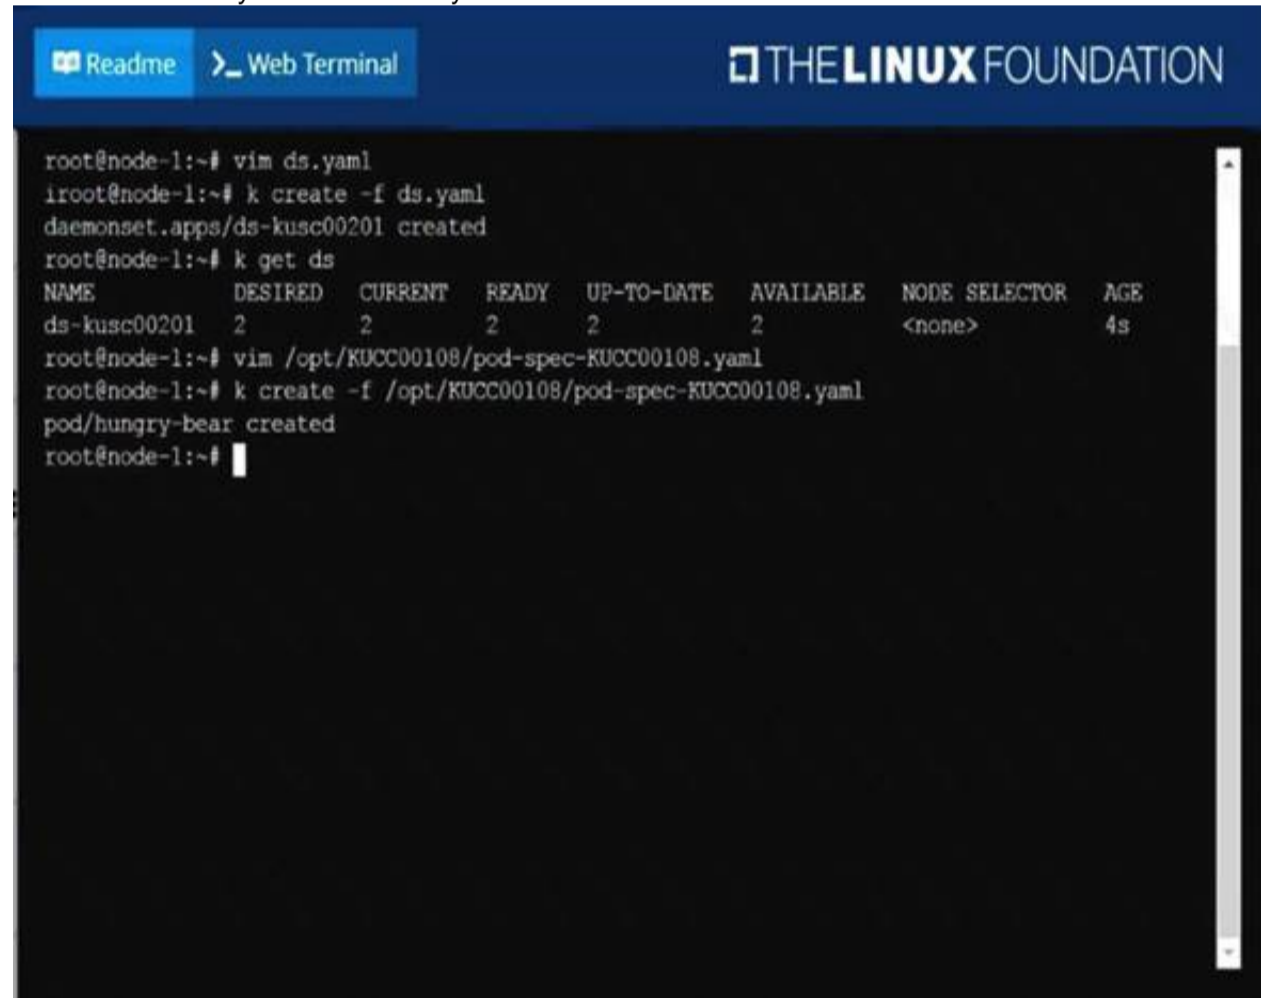 Readme >_ Web Terminal THE LINUX FOUNDATION
root@node-1:~# vim ds.yaml
iroot@node-1:~# k create -f ds.yaml
daemonset.apps/ds-kusc00201 created
root@node-1:~# k get ds
NAME DESIRED CURRENT READY UP-TO-DATE AVAILABLE NODE SELECTOR AGE
ds-kusc00201 2 2 2 2 2 <none> 4s
root@node-1:~# vim /opt/KUCC00108/pod-spec-KUCC00108.yaml
root@node-1:~# k create -f /opt/KUCC00108/pod-spec-KUCC00108.yaml
pod/hungry-bear created
root@node-1:~#